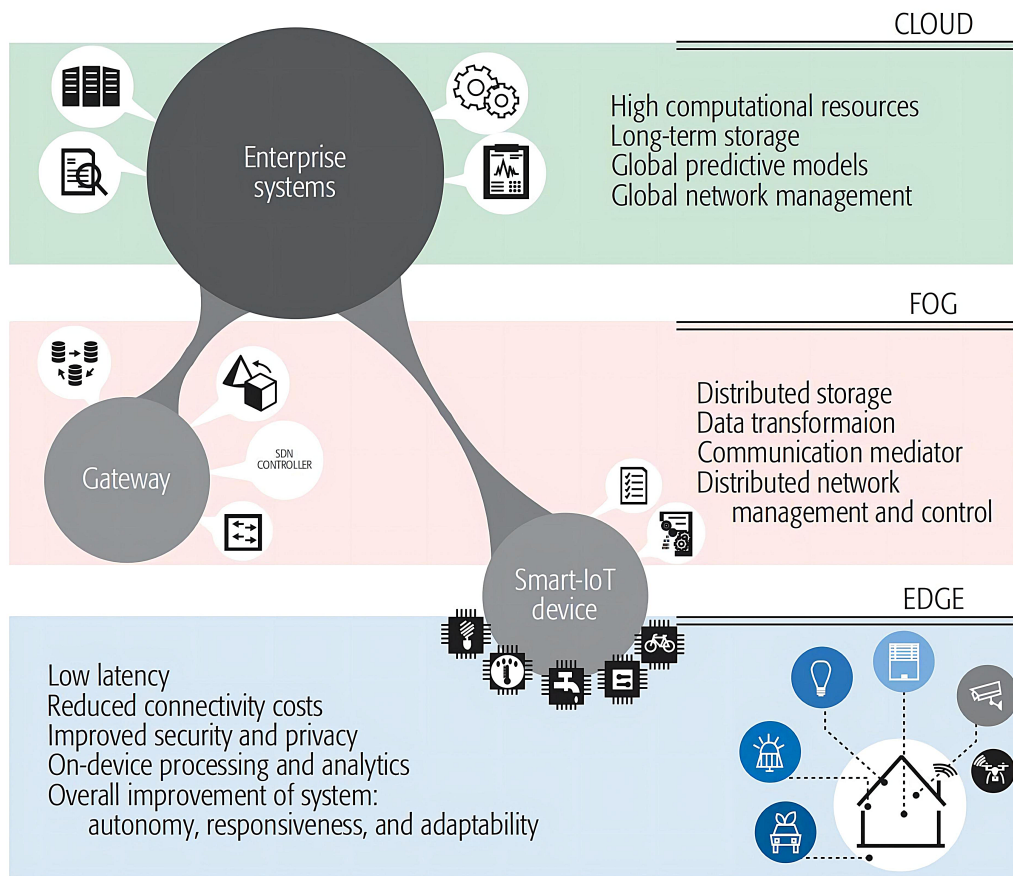 CLOUD
Enterprise
systems
High computational resources
Long-term storage
Global predictive models
Global network management
FOG
Gateway
SDN
CONTROLLER
Distributed storage
Data transformaion
Communication mediator
Distributed network
management and control
Smart-IoT
device
EDGE
Low latency
Reduced connectivity costs
Improved security and privacy
On-device processing and analytics
Overall improvement of system:
autonomy, responsiveness, and adaptability